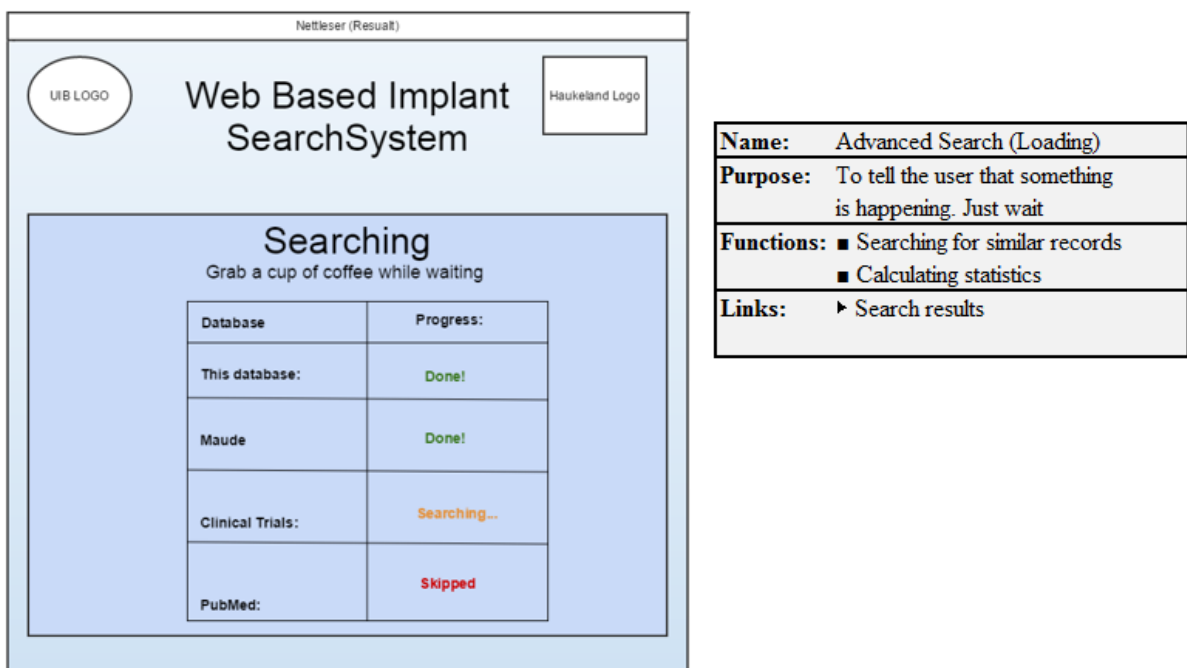 Nettleser (Resualt)
UIB LOGO
Web Based Implant
SearchSystem
Haukeland Logo
Searching
Grab a cup of coffee while waiting
Database Progress:
This database: Done!
Maude Done!
Clinical Trials: Searching...
PubMed: Skipped
Name: Advanced Search (Loading)
Purpose: To tell the user that something
is happening. Just wait
Functions: ■ Searching for similar records
■ Calculating statistics
Links: ▶ Search results